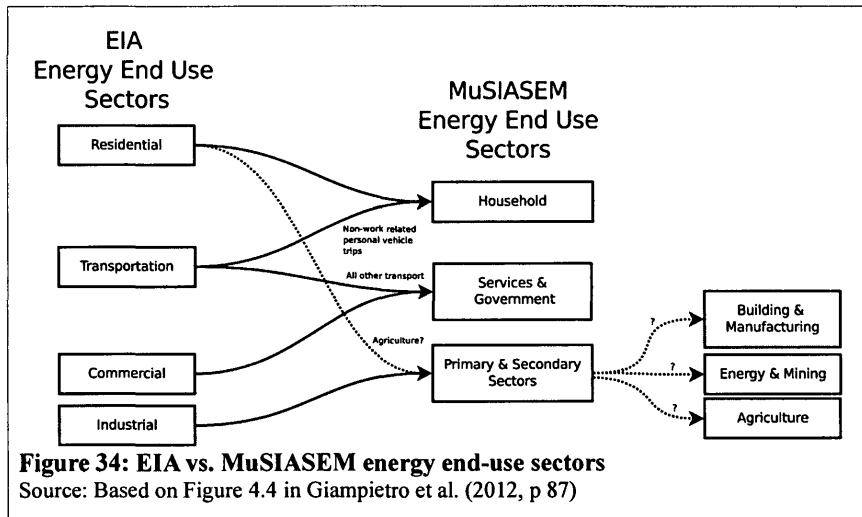 EIA
Energy End Use
Sectors
MuSIASEM
Energy End Use
Sectors
Residential
Household
Non-work related
personal vehicle
trips
Transportation
All other transport
Services &
Government
Building &
Manufacturing
?
Agriculture?
Commercial
Primary & Secondary
Sectors
?
Energy & Mining
Industrial
?
Agriculture
Figure 34: EIA vs. MuSIASEM energy end-use sectors
Source: Based on Figure 4.4 in Giampietro et al. (2012, p 87)